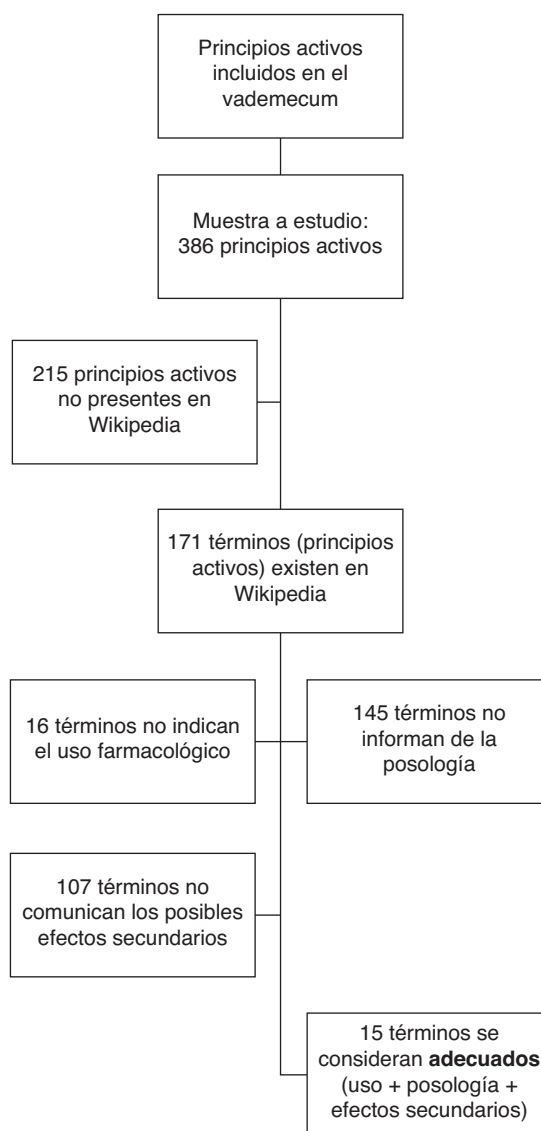 Principios activos
incluidos en el
vademecum
Muestra a estudio:
386 principios activos
215 principios activos
no presentes en
Wikipedia
171 términos (principios
activos) existen en
Wikipedia
16 términos no indican
el uso farmacológico
145 términos no
informan de la
posología
107 términos no
comunican los posibles
efectos secundarios
15 términos se
consideran adecuados
(uso + posología +
efectos secundarios)